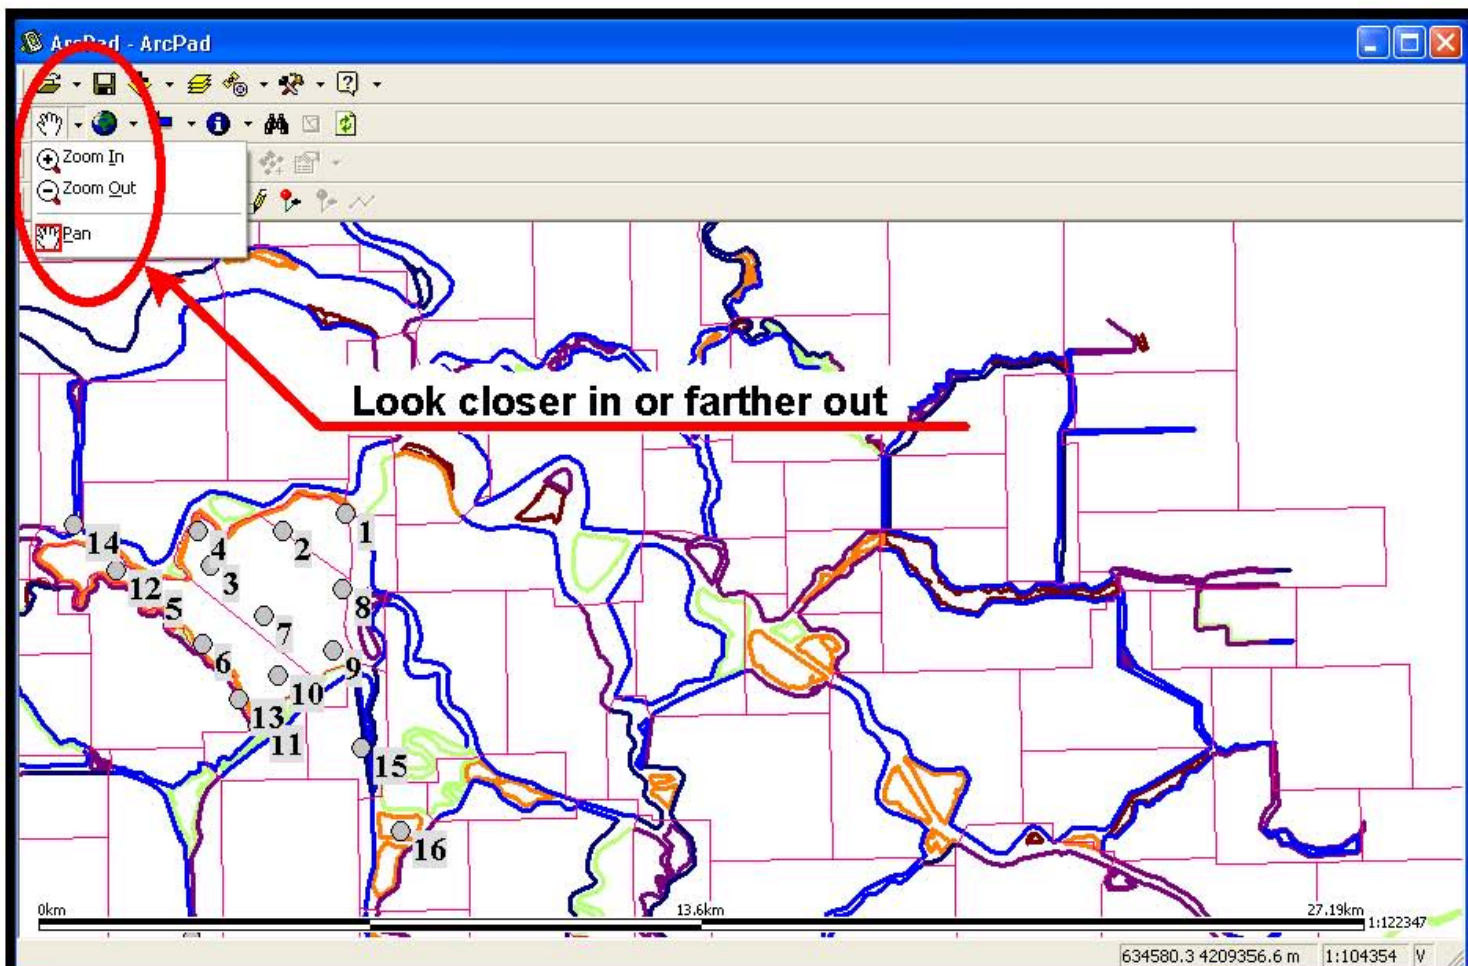 ArcPad - ArcPad
Zoom In
Zoom Out
Pan
Look closer in or farther out
1
2
4
14
3
12
5
8
7
6
9
10
13
11
15
16
0km 13.6km 27.19km
1:122347
634580.3 4209356.6 m 1:104354 V